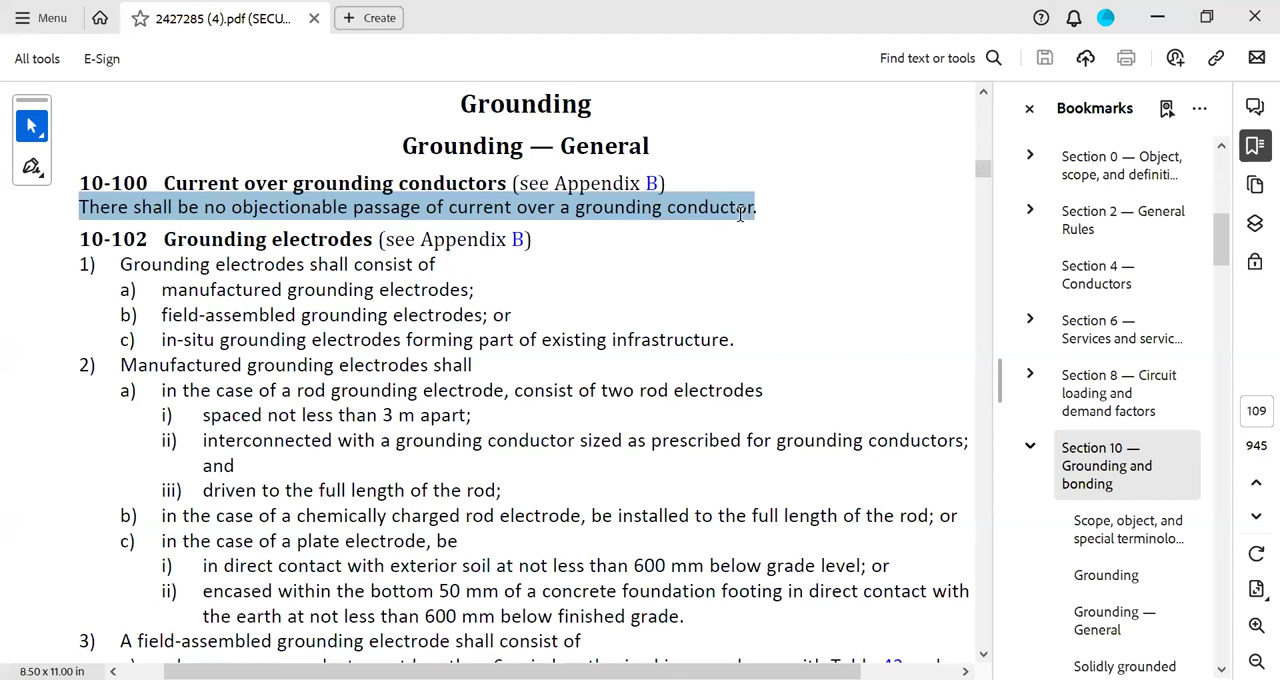 Menu
2427285 (4).pdf (SECU...
Create
All tools
E-Sign
Find text or tools
Grounding
Grounding — General
10-100 Current over grounding conductors (see Appendix B)
There shall be no objectionable passage of current over a grounding conductor.
10-102 Grounding electrodes (see Appendix B)
1) Grounding electrodes shall consist of
a) manufactured grounding electrodes;
b) field-assembled grounding electrodes; or
c) in-situ grounding electrodes forming part of existing infrastructure.
2) Manufactured grounding electrodes shall
a) in the case of a rod grounding electrode, consist of two rod electrodes
i) spaced not less than 3 m apart;
ii) interconnected with a grounding conductor sized as prescribed for grounding conductors;
and
iii) driven to the full length of the rod;
b) in the case of a chemically charged rod electrode, be installed to the full length of the rod; or
c) in the case of a plate electrode, be
i) in direct contact with exterior soil at not less than 600 mm below grade level; or
ii) encased within the bottom 50 mm of a concrete foundation footing in direct contact with
the earth at not less than 600 mm below finished grade.
3) A field-assembled grounding electrode shall consist of
8.50 x 11.00 in
Bookmarks
Section 0 — Object,
scope, and definiti...
Section 2 — General
Rules
Section 4 —
Conductors
Section 6 —
Services and servic...
Section 8 — Circuit
loading and
demand factors
Section 10 —
Grounding and
bonding
Scope, object, and
special terminolo...
Grounding
Grounding —
General
Solidly grounded
109
945